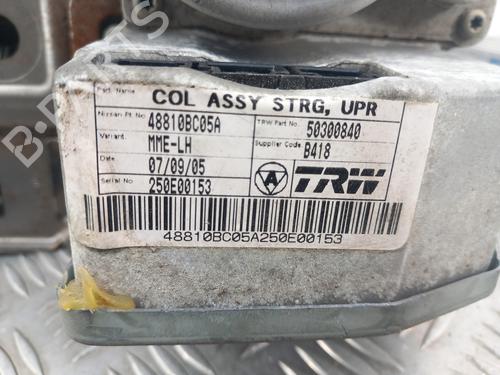 Part Name COL ASSY STRG, UPR
Nissan Pt. No. 48810BC05A TRW Part No. 50300840
Variant MME-LH Supplier Code B418
Date 07/09/05
Serial No 250E00153 A TRW
48810BC05A250E00153